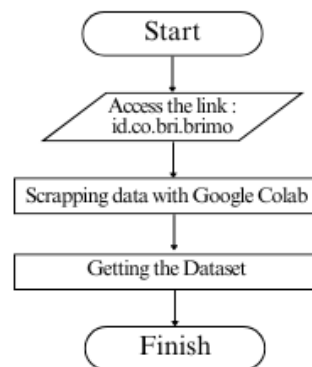 Start
Access the link :
id.co.bri.brimo
Scrapping data with Google Colab
Getting the Dataset
Finish